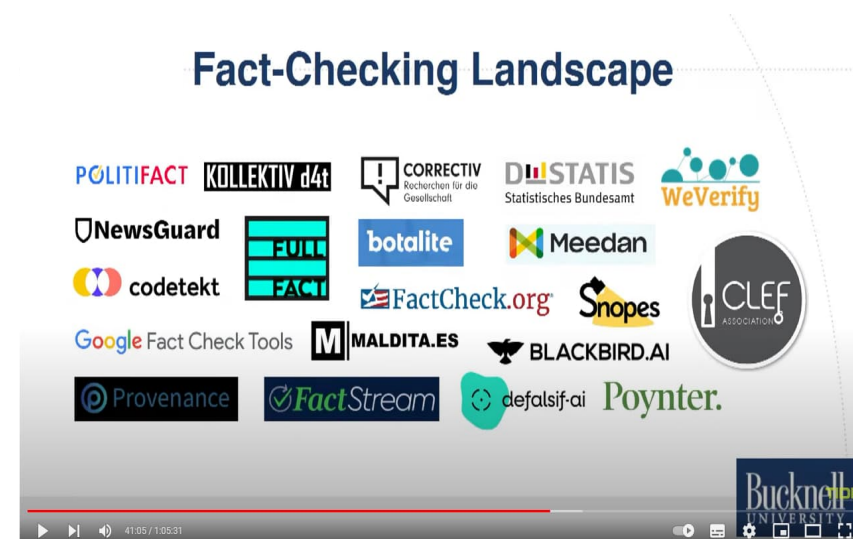 Fact-Checking Landscape
POLITIFACT
KOLLEKTIV d4t
CORRECTIV
Recherchen für die
Gesellschaft
DESTATIS
Statistisches Bundesamt
WeVerify
NewsGuard
FULL
FACT
botalite
Meedan
codetekt
FactCheck.org
Snopes
CLEF
ASSOCIATION
Google Fact Check Tools
MALDITA.ES
BLACKBIRD.AI
Provenance
FactStream
defalsif-ai
Poynter.
Bucknell
UNIVERSITY
41:05 / 1:05:31